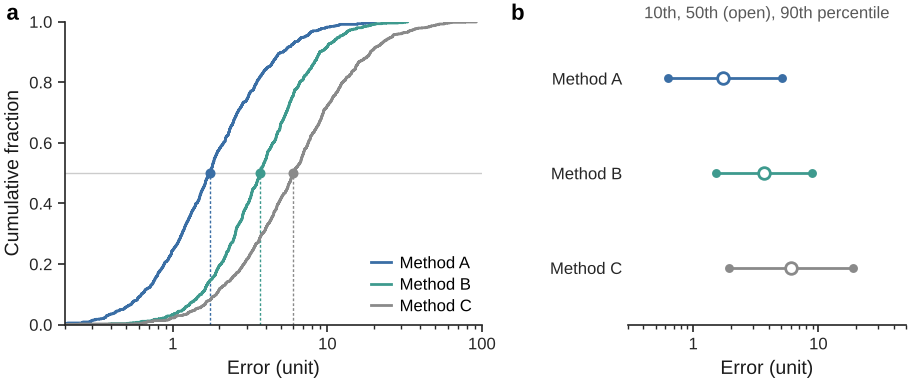 a
1.0
0.8
0.6
0.4
0.2
0.0
Cumulative fraction
1
10
100
Error (unit)
Method A
Method B
Method C
b
10th, 50th (open), 90th percentile
Method A
Method B
Method C
1
10
Error (unit)